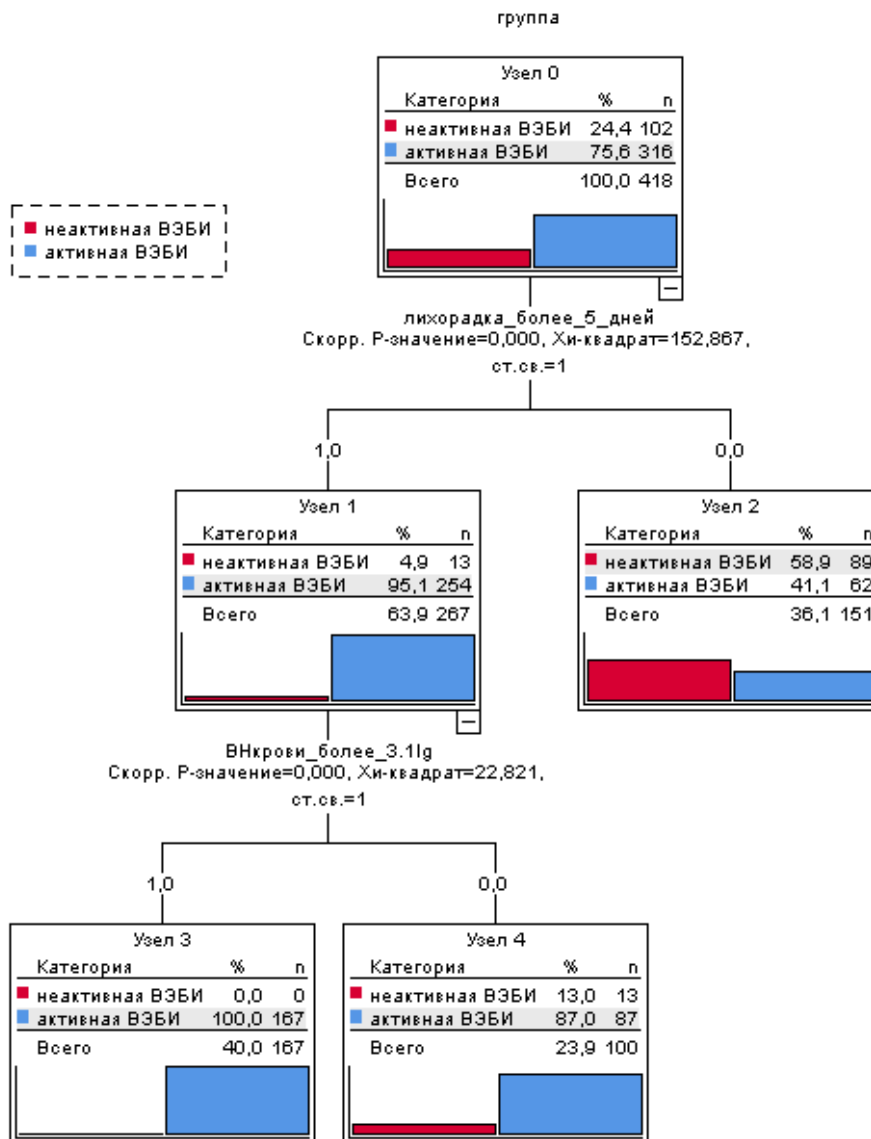 группа
Узел 0
Категория % n
неактивная ВЭБИ 24,4 102
активная ВЭБИ 75,6 316
Всего 100,0 418
неактивная ВЭБИ
активная ВЭБИ
лихорадка_более_5_дней
Скорр. P-значение=0,000, Хи-квадрат=152,867,
ст.св.=1
1,0 0,0
Узел 1
Категория % n
неактивная ВЭБИ 4,9 13
активная ВЭБИ 95,1 254
Всего 63,9 267
Узел 2
Категория % n
неактивная ВЭБИ 58,9 89
активная ВЭБИ 41,1 62
Всего 36,1 151
ВНкрови_более_3.1lg
Скорр. P-значение=0,000, Хи-квадрат=22,821,
ст.св.=1
1,0 0,0
Узел 3
Категория % n
неактивная ВЭБИ 0,0 0
активная ВЭБИ 100,0 167
Всего 40,0 167
Узел 4
Категория % n
неактивная ВЭБИ 13,0 13
активная ВЭБИ 87,0 87
Всего 23,9 100